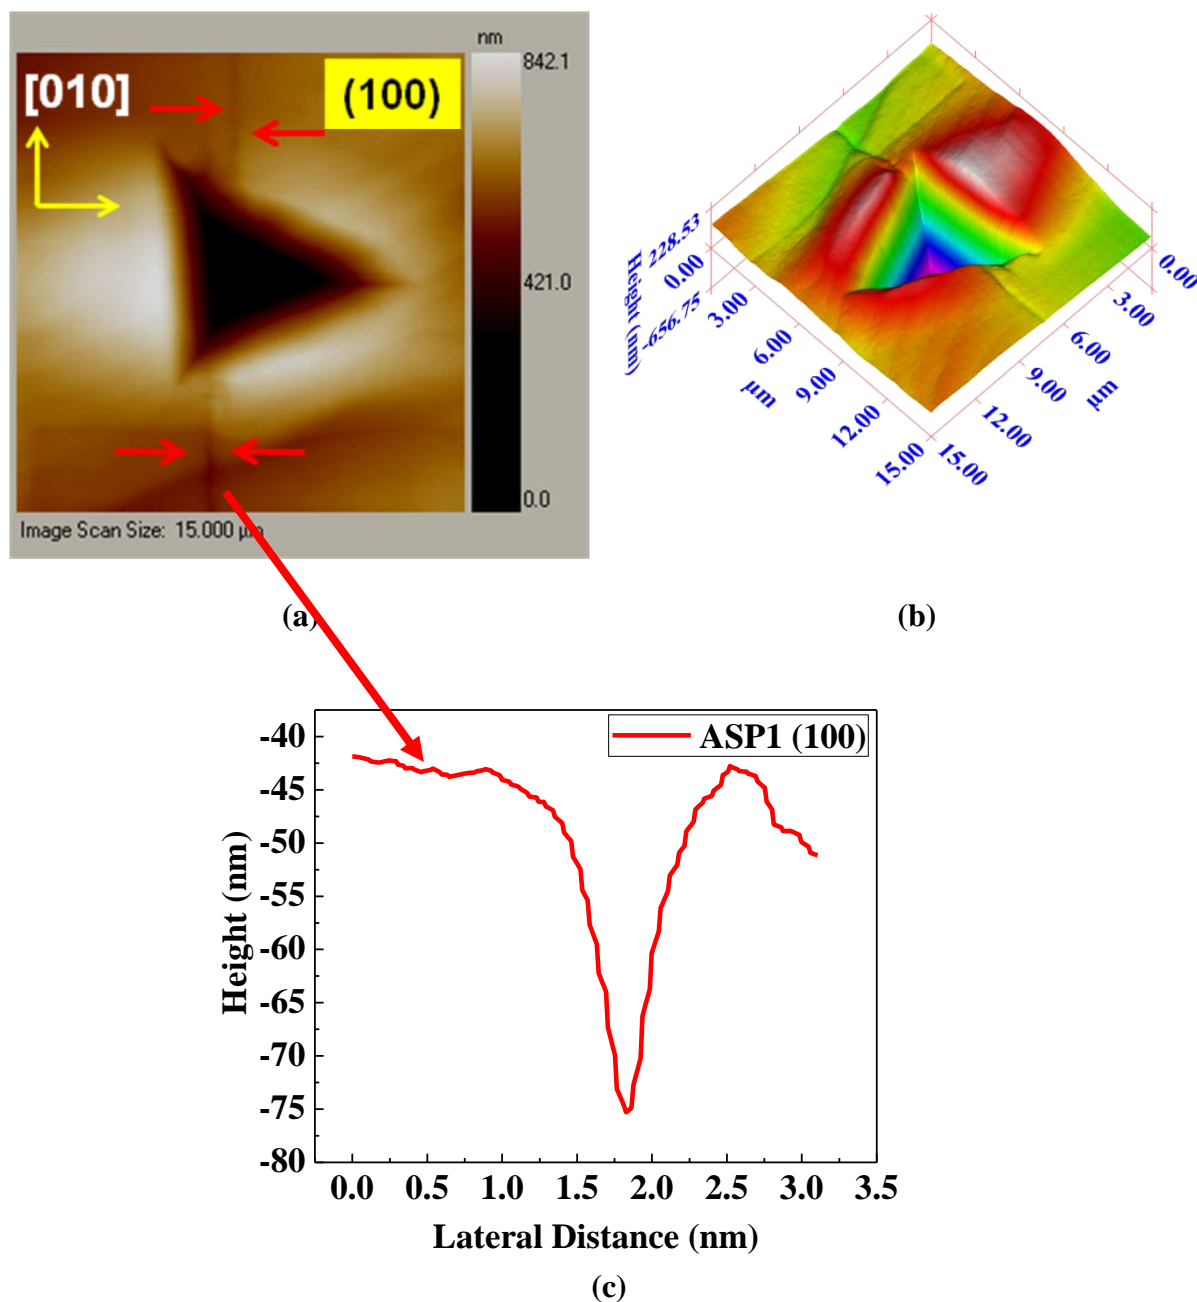 nm
842.1
[010]
(100)
421.0
0.0
Image Scan Size: 15.000 µm
(a)
228.53
0.00
-656.75
Height (nm)
3.00
6.00
9.00
12.00
15.00
µm
0.00
3.00
6.00
9.00
12.00
15.00
µm
(b)
ASP1 (100)
-40
-45
-50
-55
-60
-65
-70
-75
-80
Height (nm)
0.0 0.5 1.0 1.5 2.0 2.5 3.0 3.5
Lateral Distance (nm)
(c)